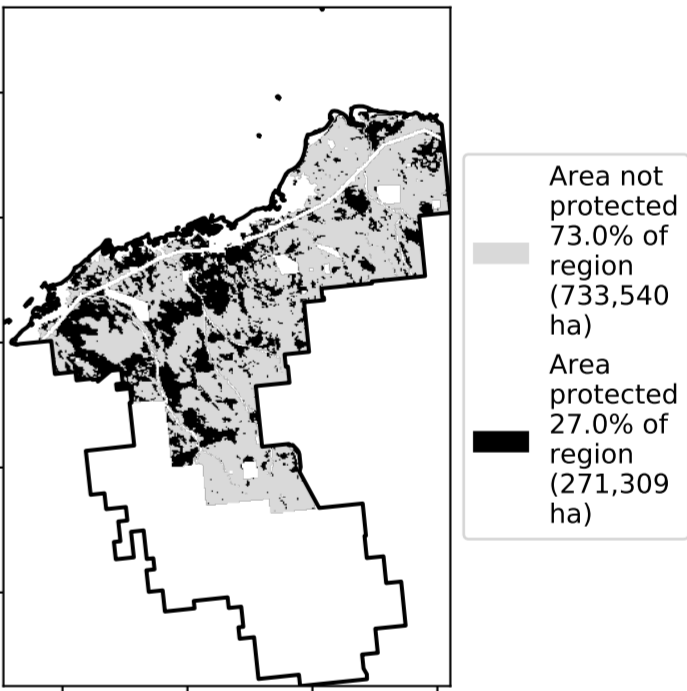 Area not
protected
73.0% of
region
(733,540
ha)
Area
protected
27.0% of
region
(271,309
ha)